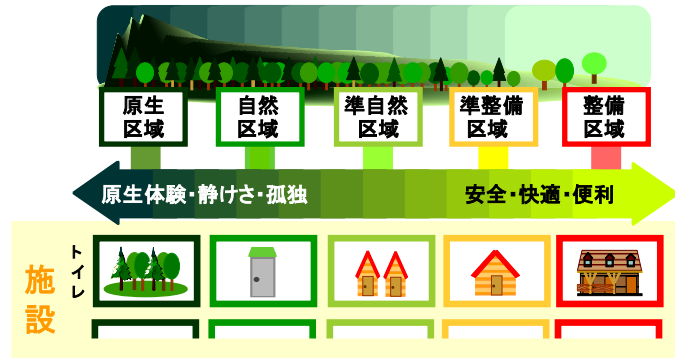 原生
区域
自然
区域
準自然
区域
準整備
区域
整備
区域
原生体験・静けさ・孤独
安全・快適・便利
施設
トイレ